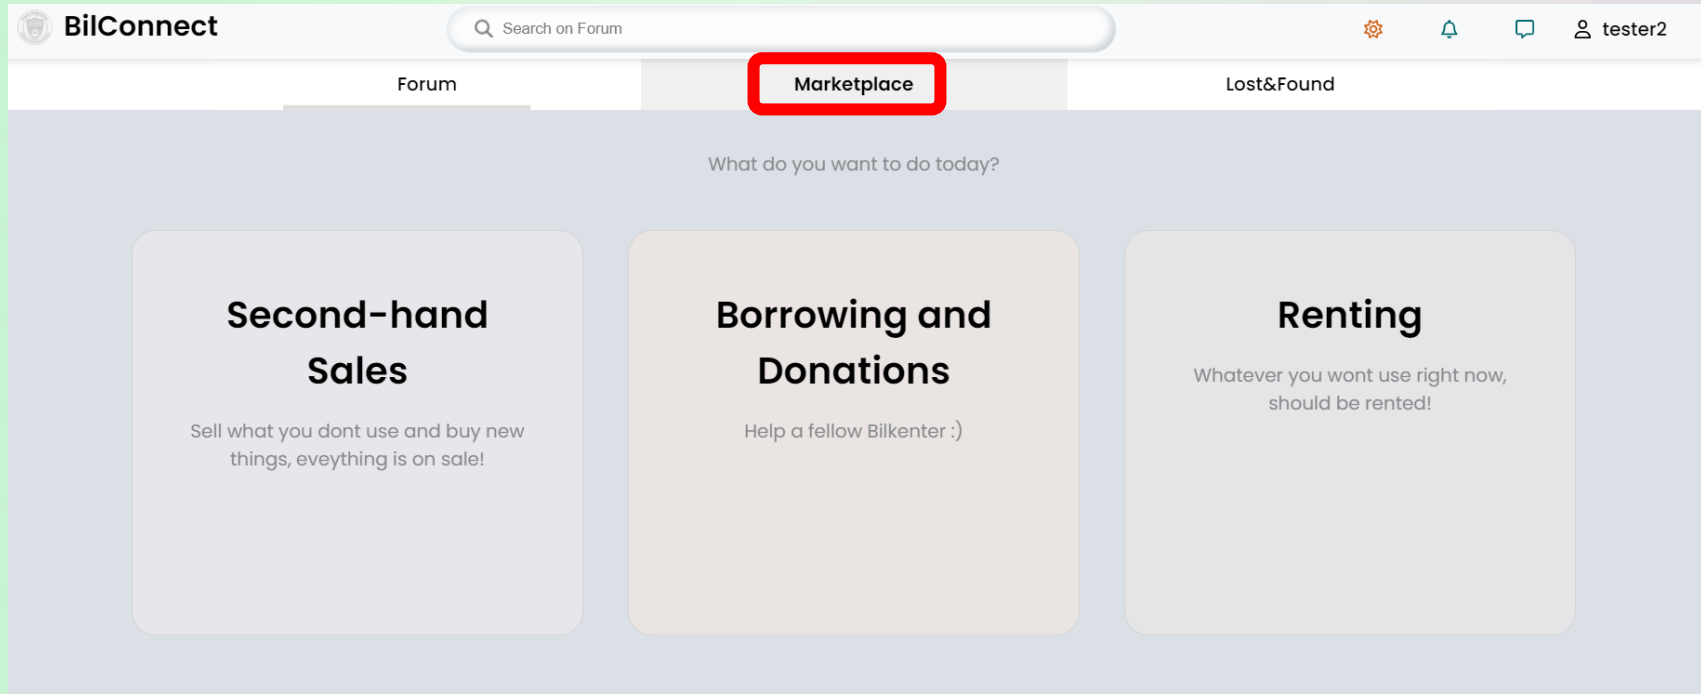 BilConnect
Search on Forum
tester2
Forum
Marketplace
Lost&Found
What do you want to do today?
Second-hand
Sales
Sell what you dont use and buy new
things, eveything is on sale!
Borrowing and
Donations
Help a fellow Bilkenter :)
Renting
Whatever you wont use right now,
should be rented!